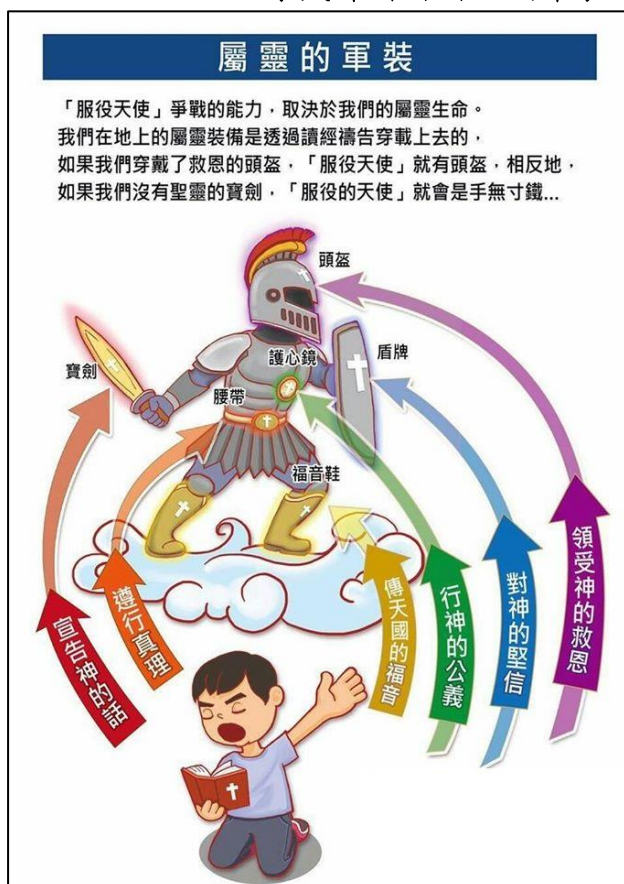 屬靈的軍裝
「服役天使」爭戰的能力，取決於我們的屬靈生命。
我們在地上的屬靈裝備是透過讀經禱告穿載上去的，
如果我們穿戴了救恩的頭盔，「服役天使」就有頭盔，相反地，
如果我們沒有聖靈的寶劍，「服役的天使」就會是手無寸鐵...
頭盔
寶劍
護心鏡
盾牌
腰帶
福音鞋
宣告神的話
遵行真理
傳天國的福音
行神的公義
對神的堅信
領受神的救恩